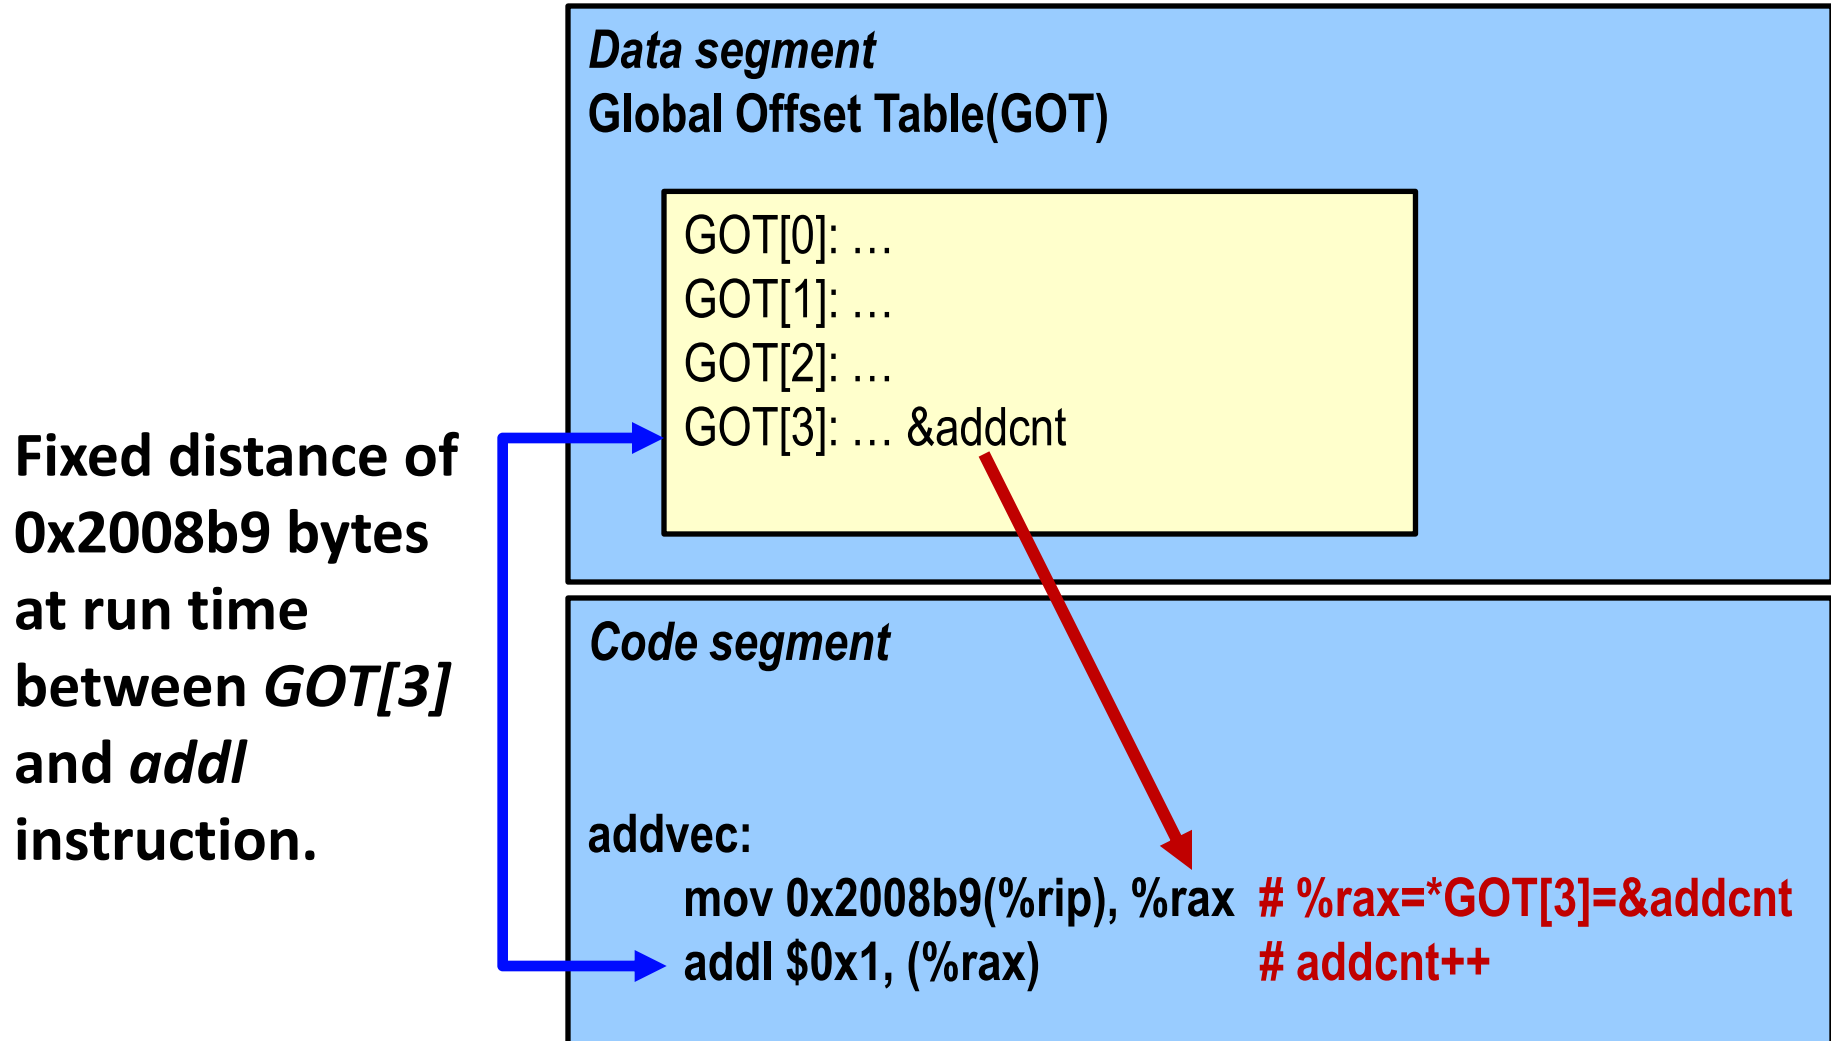 Data segment
Global Offset Table(GOT)
GOT[0]: …
GOT[1]: …
GOT[2]: …
GOT[3]: … &addcnt
Fixed distance of
0x2008b9 bytes
at run time
between GOT[3]
and addl
instruction.
Code segment
addvec:
mov 0x2008b9(%rip), %rax # %rax=*GOT[3]=&addcnt
addl $0x1, (%rax) # addcnt++